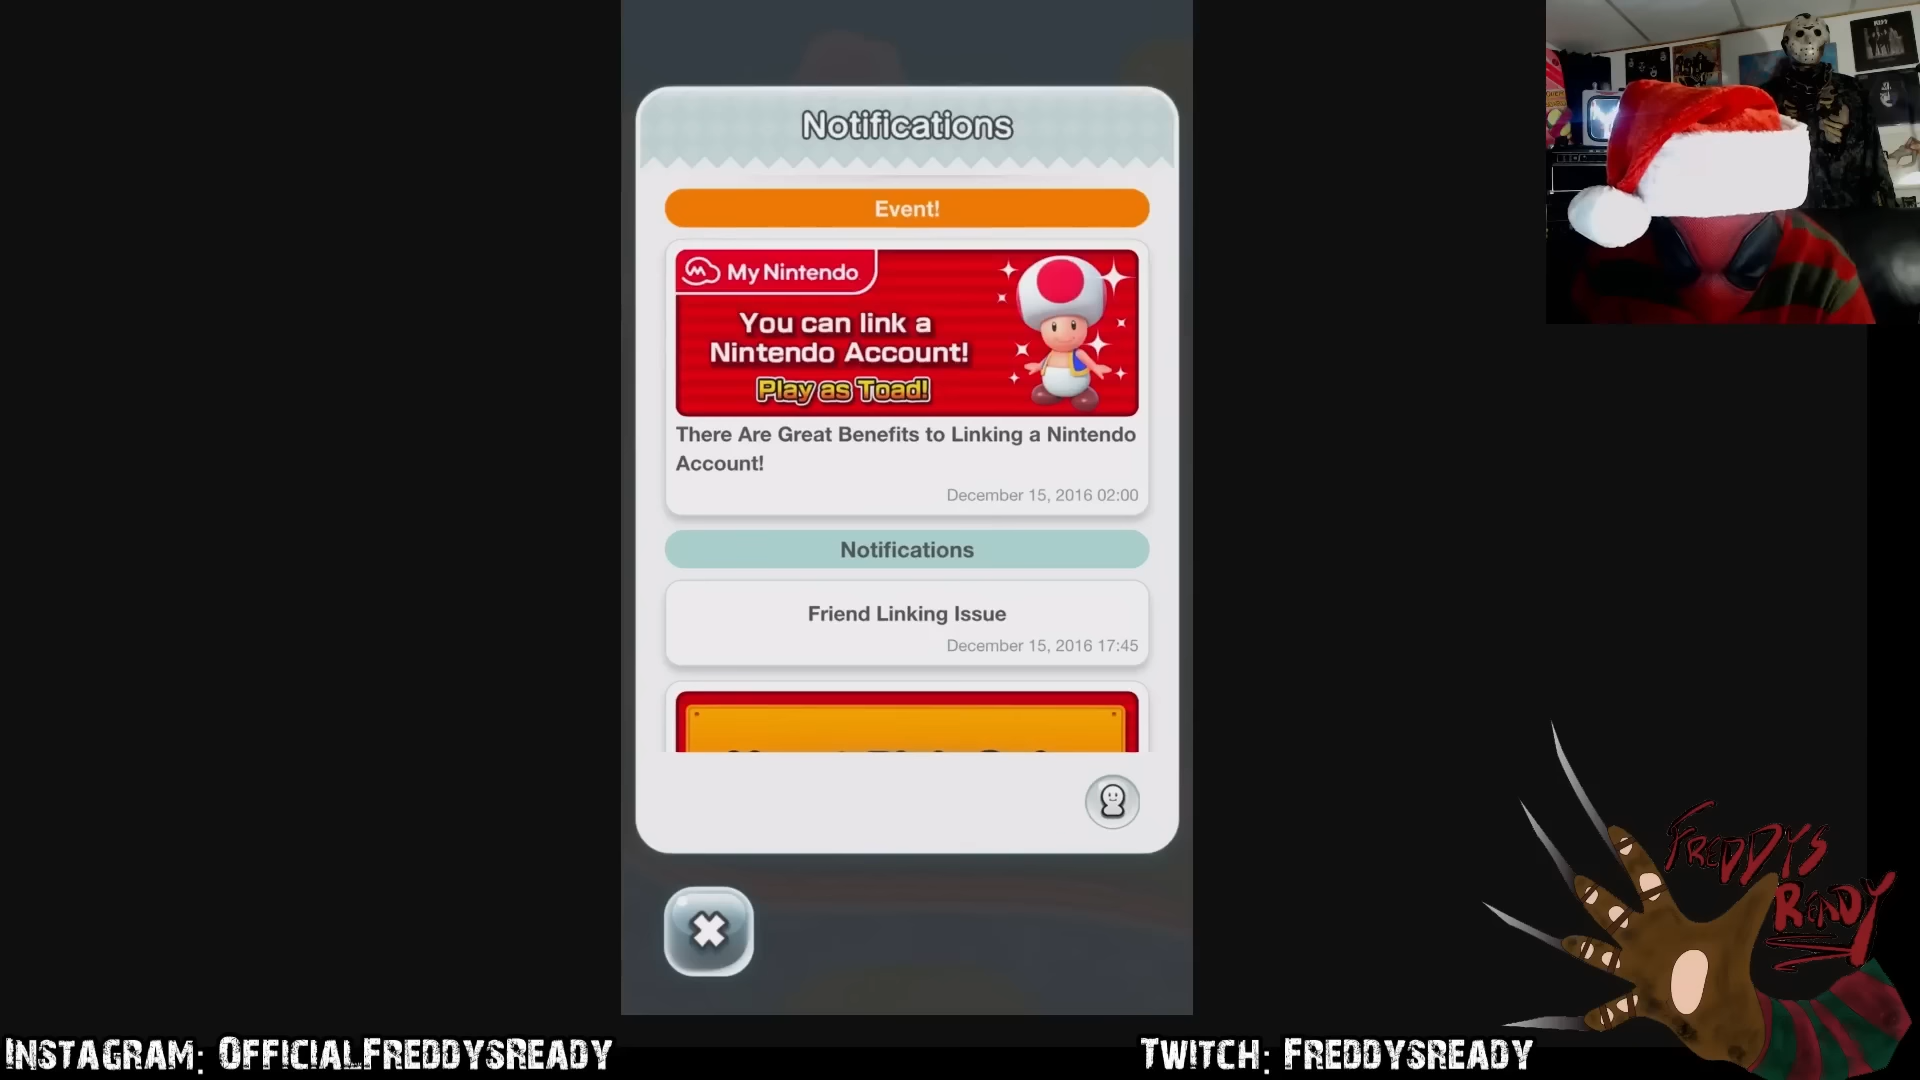 Notifications
Event!
My Nintendo
You can link a
Nintendo Account!
Play as Toad!
There Are Great Benefits to Linking a Nintendo
Account!
December 15, 2016 02:00
Notifications
Friend Linking Issue
December 15, 2016 17:45
FREDDYS
READY
INSTAGRAM: OFFICIALFREDDYSREADY
TWITCH: FREDDYSREADY